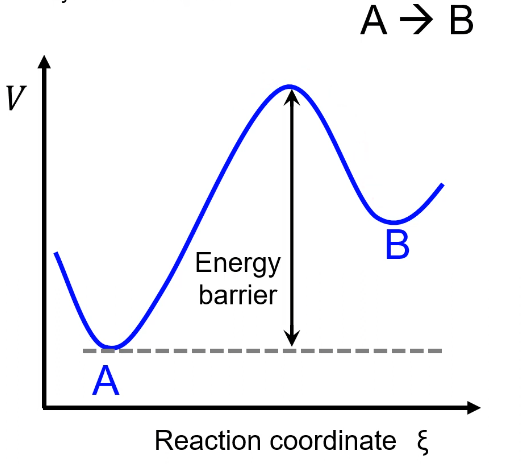 A → B
V
Energy
barrier
B
A
Reaction coordinate ξ